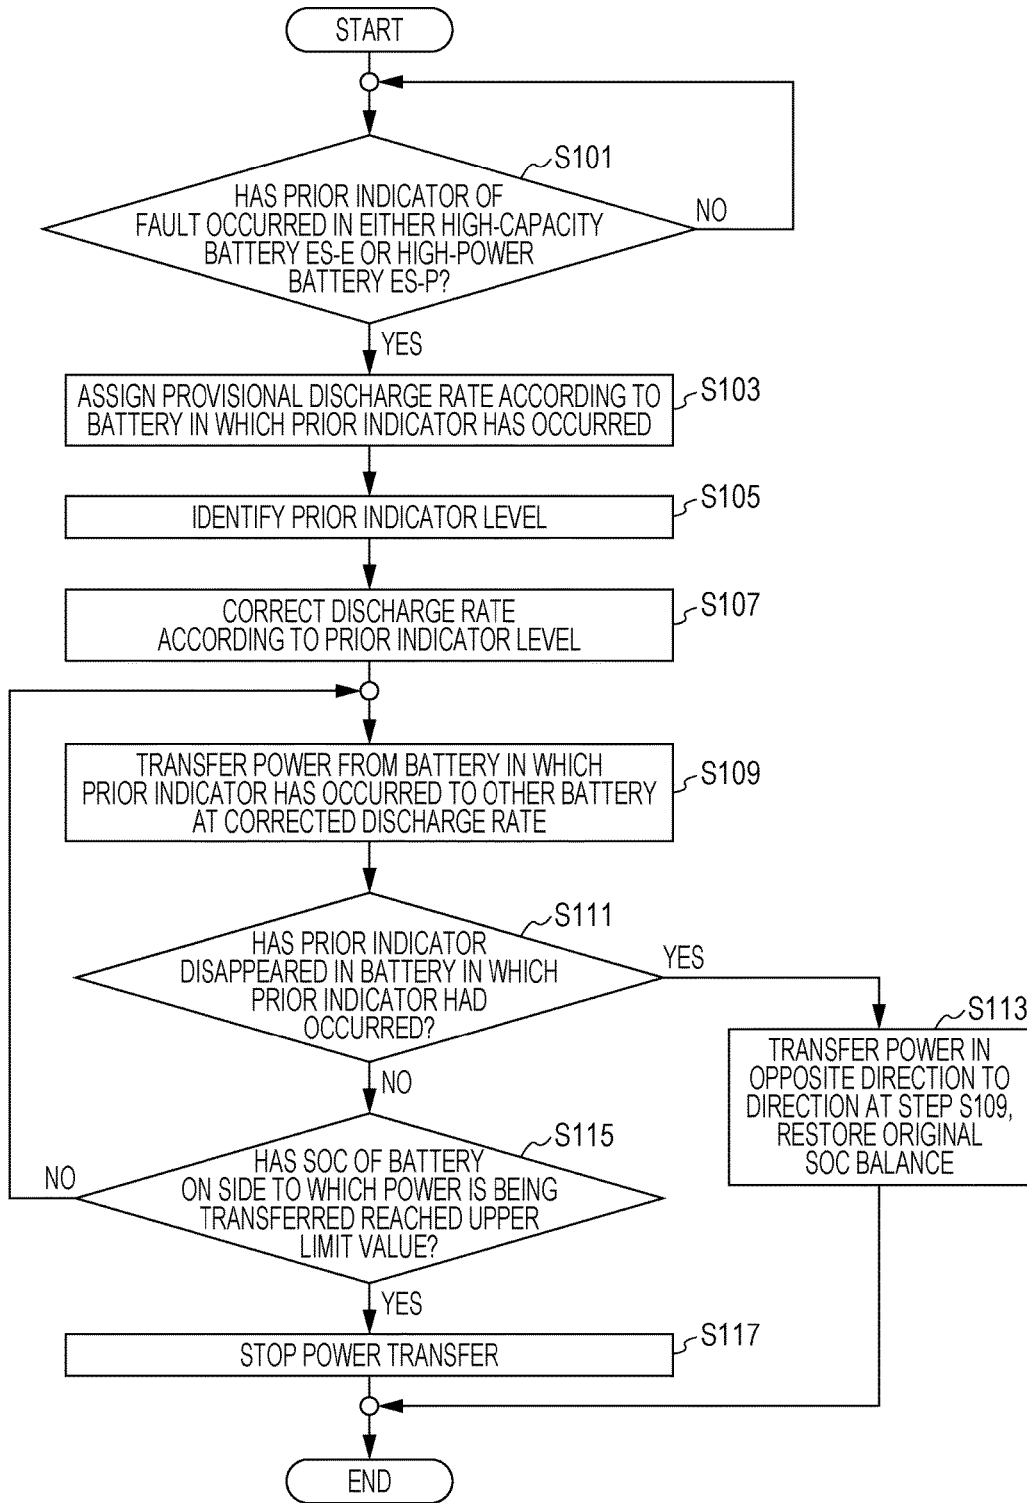 START
S101
HAS PRIOR INDICATOR OF
FAULT OCCURRED IN EITHER HIGH-CAPACITY
BATTERY ES-E OR HIGH-POWER
BATTERY ES-P?
NO
YES
S103
ASSIGN PROVISIONAL DISCHARGE RATE ACCORDING TO
BATTERY IN WHICH PRIOR INDICATOR HAS OCCURRED
S105
IDENTIFY PRIOR INDICATOR LEVEL
S107
CORRECT DISCHARGE RATE
ACCORDING TO PRIOR INDICATOR LEVEL
S109
TRANSFER POWER FROM BATTERY IN WHICH
PRIOR INDICATOR HAS OCCURRED TO OTHER BATTERY
AT CORRECTED DISCHARGE RATE
S111
HAS PRIOR INDICATOR
DISAPPEARED IN BATTERY IN WHICH
PRIOR INDICATOR HAD
OCCURRED?
YES
NO
S113
TRANSFER POWER IN
OPPOSITE DIRECTION TO
DIRECTION AT STEP S109,
RESTORE ORIGINAL
SOC BALANCE
S115
HAS SOC OF BATTERY
ON SIDE TO WHICH POWER IS BEING
TRANSFERRED REACHED UPPER
LIMIT VALUE?
NO
YES
S117
STOP POWER TRANSFER
END